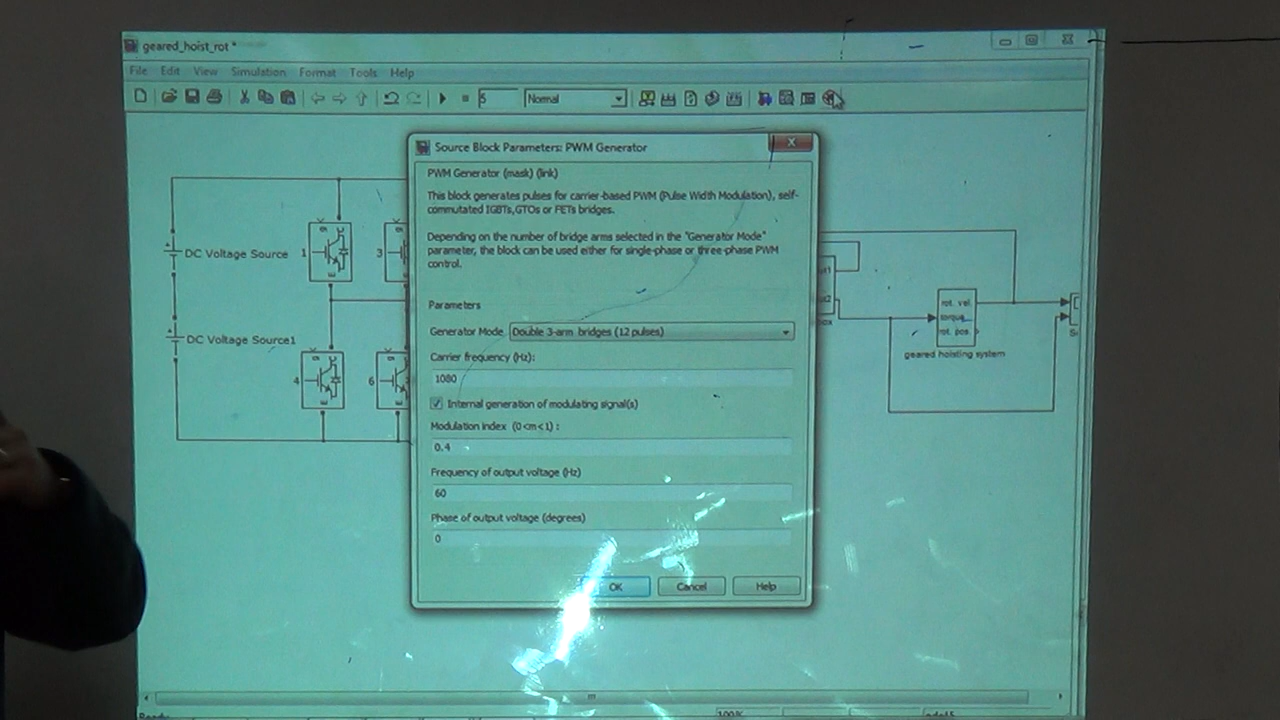 geared_hoist_rot *
File Edit View Simulation Format Tools Help
5 Normal
Source Block Parameters: PWM Generator
PWM Generator (mask) (link)
This block generates pulses for carrier-based PWM (Pulse Width Modulation), self-
commutated IGBTs,GTOs or FETs bridges.
Depending on the number of bridge arms selected in the "Generator Mode"
parameter, the block can be used either for single-phase or three-phase PWM
control.
Parameters
Generator Mode Double 3-arm bridges (12 pulses)
Carrier frequency (Hz):
1080
Internal generation of modulating signal(s)
Modulation index (0<m<1) :
0.4
Frequency of output voltage (Hz)
60
Phase of output voltage (degrees)
0
OK Cancel Help
DC Voltage Source
1
3
DC Voltage Source1
4
6
rot. vel.
torque
rot. pos.
geared hoisting system
100%